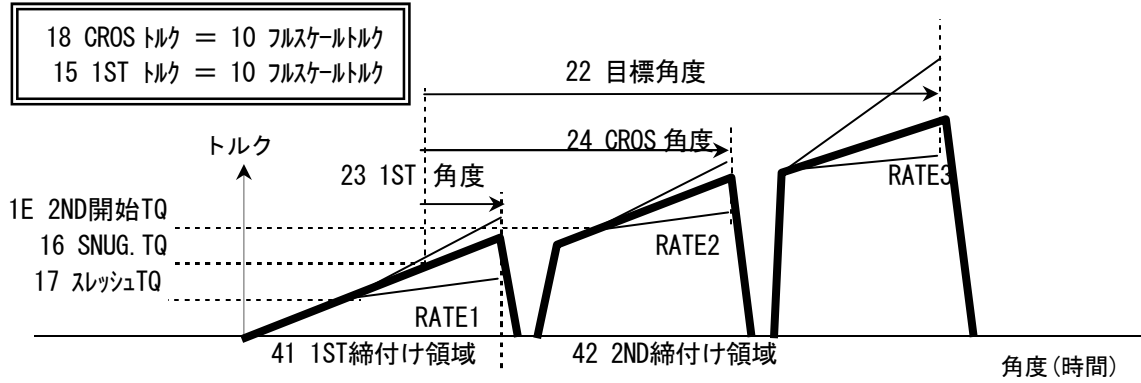 18 CROS ﾄﾙｸ ＝ 10 ﾌﾙｽｹｰﾙﾄﾙｸ
15 1ST ﾄﾙｸ ＝ 10 ﾌﾙｽｹｰﾙﾄﾙｸ
22 目標角度
トルク
24 CROS 角度
23 1ST 角度
RATE3
1E 2ND開始TQ
16 SNUG.TQ
RATE2
17 ｽﾚｯｼｭTQ
RATE1
41 1ST締付け領域
42 2ND締付け領域
角度(時間)